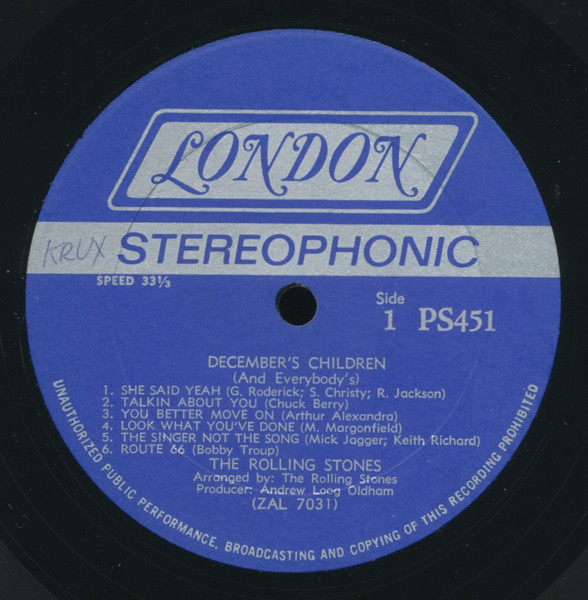 LONDON
KRUX STEREOPHONIC
SPEED 33⅓
Side
1 PS451
DECEMBER'S CHILDREN
(And Everybody's)
1. SHE SAID YEAH (G. Roderick; S. Christy; R. Jackson)
2. TALKIN ABOUT YOU (Chuck Berry)
3. YOU BETTER MOVE ON (Arthur Alexandra)
4. LOOK WHAT YOU'VE DONE (M. Margonfield)
5. THE SINGER NOT THE SONG (Mick Jagger; Keith Richard)
6. ROUTE 66 (Bobby Troup)
THE ROLLING STONES
Arranged by: The Rolling Stones
Producer: Andrew Loog Oldham
(ZAL 7031)
UNAUTHORIZED PUBLIC PERFORMANCE, BROADCASTING AND COPYING OF THIS RECORDING PROHIBITED